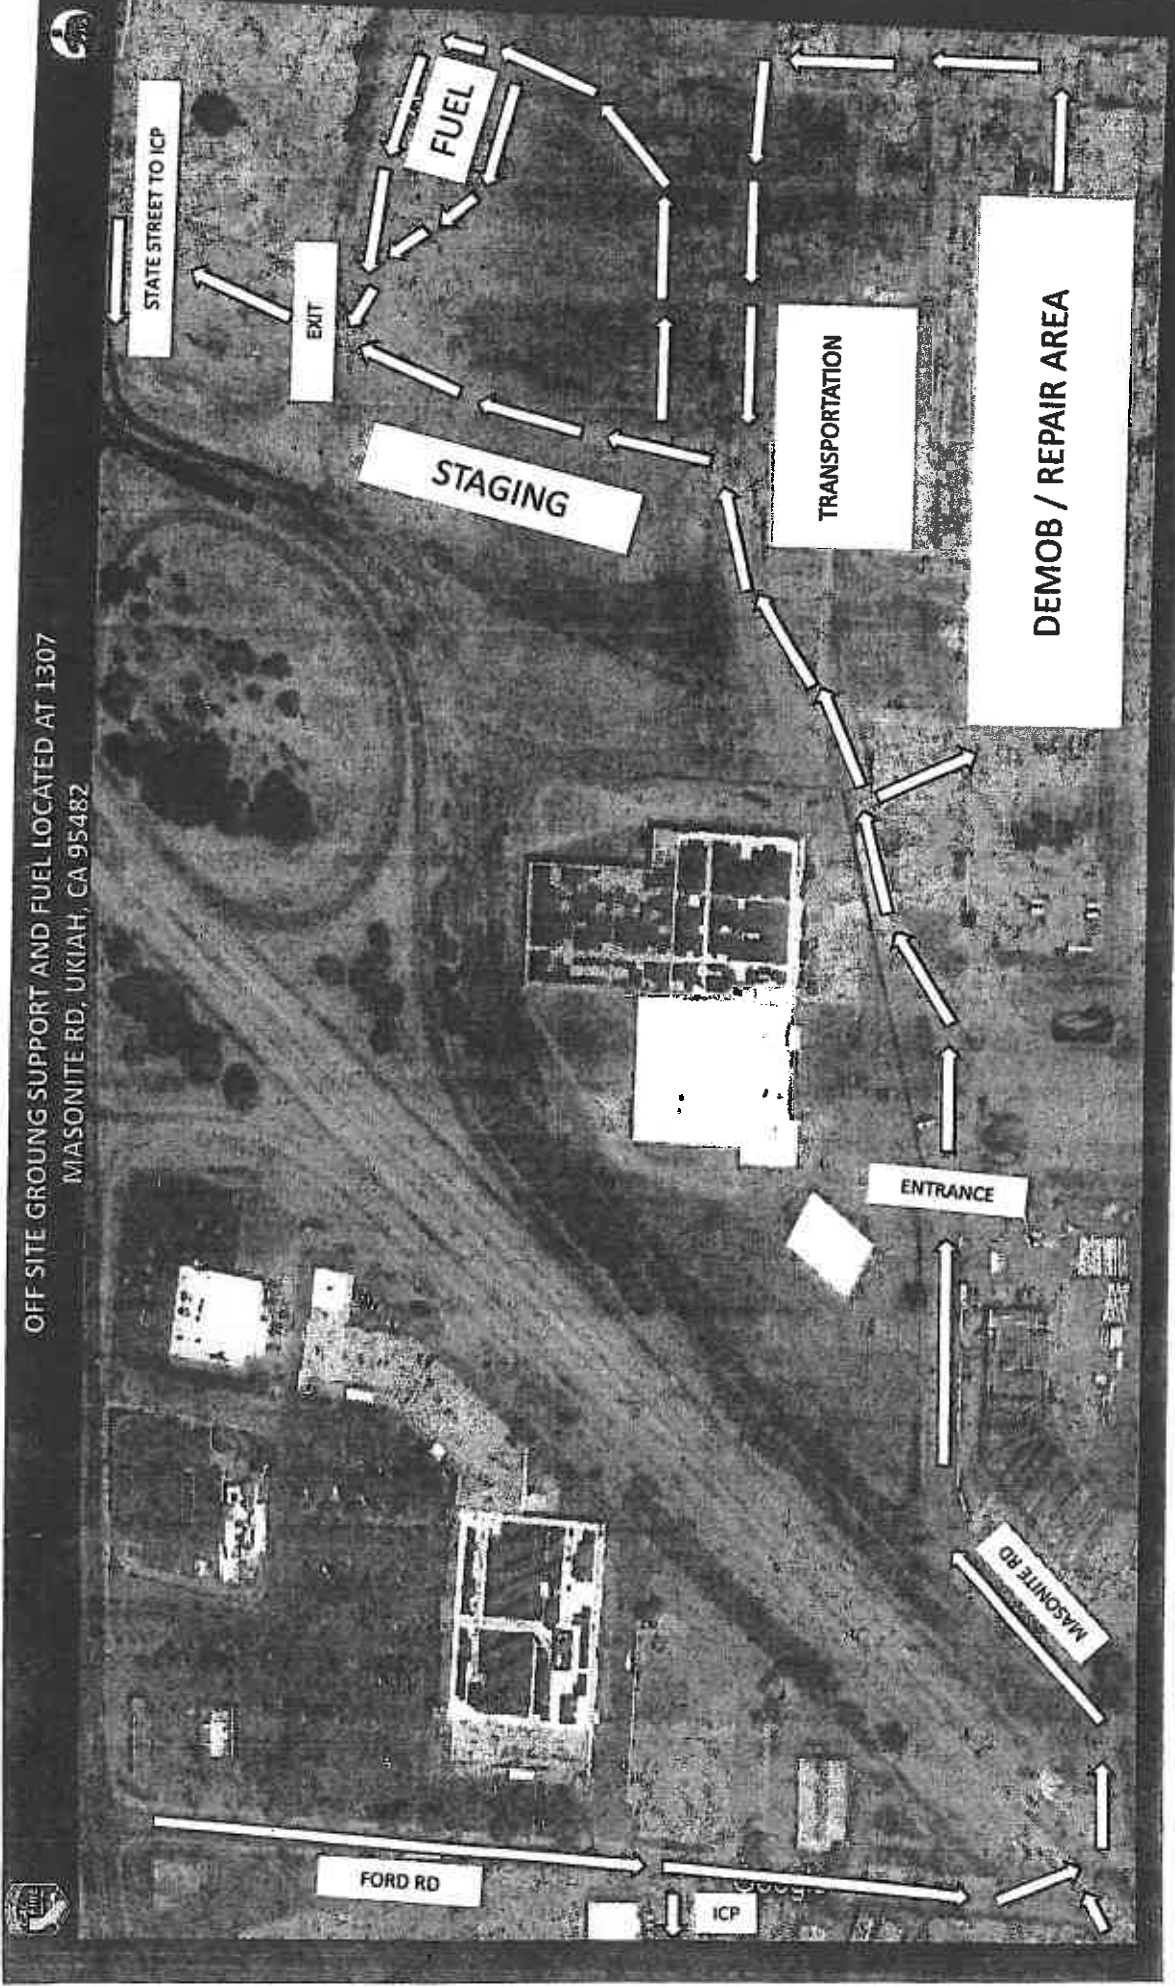 OFF SITE GROUNG SUPPORT AND FUEL LOCATED AT 1307
MASONITE RD, UKIAH, CA 95482
STATE STREET TO ICP
FUEL
EXIT
STAGING
TRANSPORTATION
DEMOB / REPAIR AREA
ENTRANCE
MASONITE RD
FORD RD
ICP